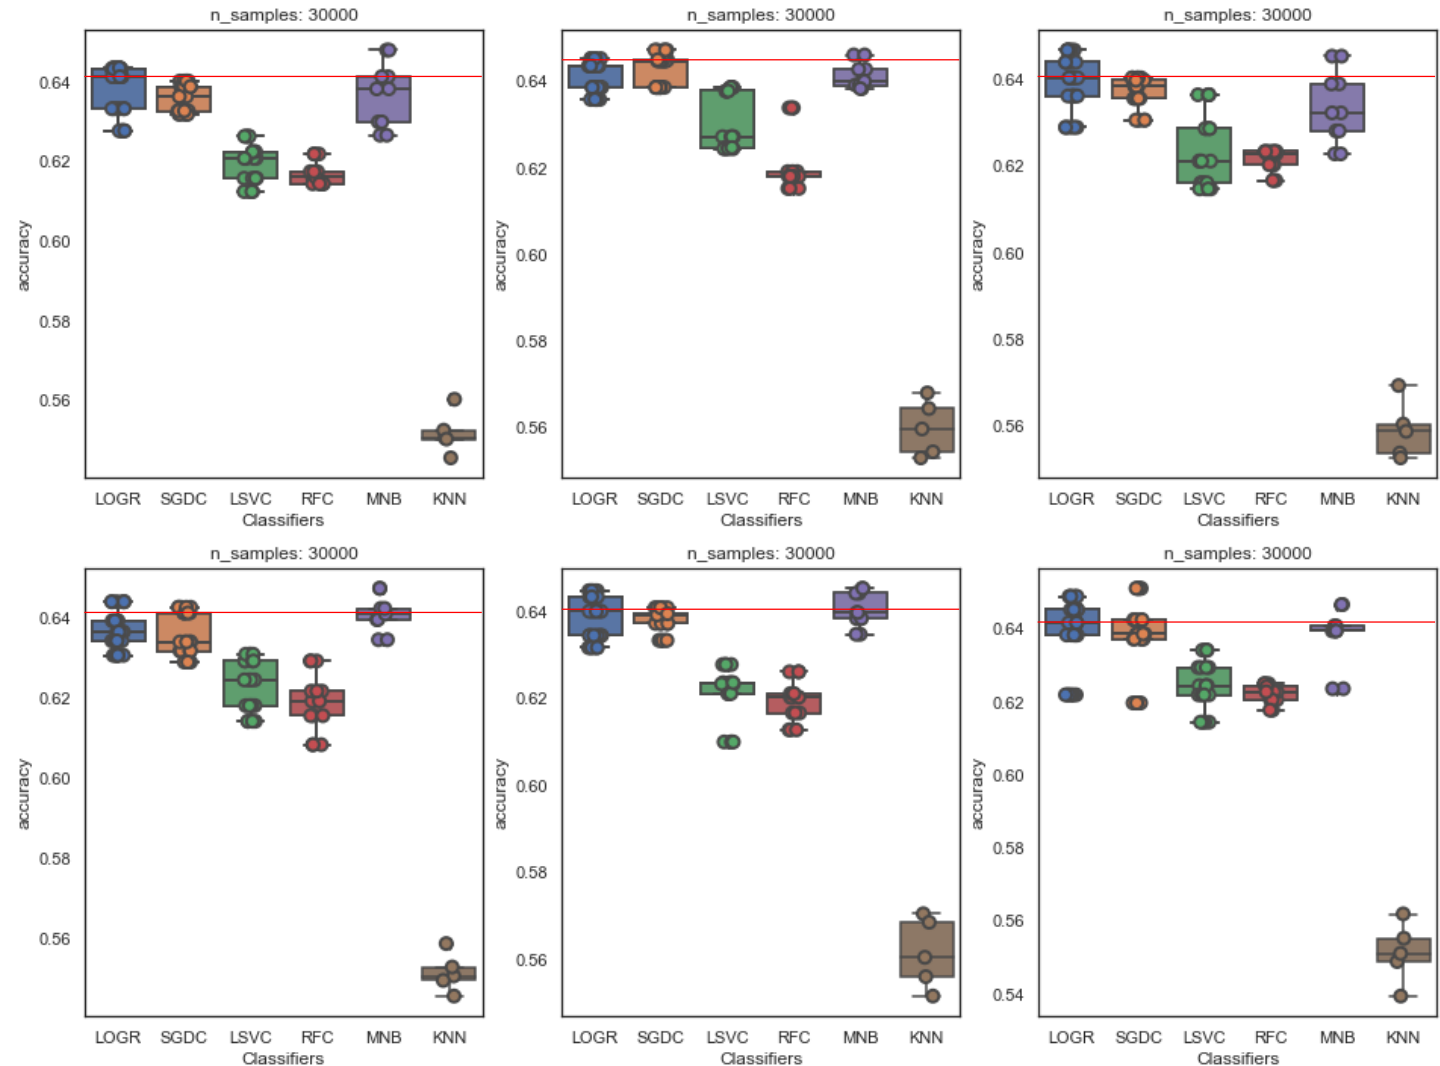 n_samples: 30000
n_samples: 30000
n_samples: 30000
accuracy
0.64
0.62
0.60
0.58
0.56
accuracy
0.64
0.62
0.60
0.58
0.56
accuracy
0.64
0.62
0.60
0.58
0.56
LOGR SGDC LSVC RFC MNB KNN
LOGR SGDC LSVC RFC MNB KNN
LOGR SGDC LSVC RFC MNB KNN
Classifiers
Classifiers
Classifiers
n_samples: 30000
n_samples: 30000
n_samples: 30000
accuracy
0.64
0.62
0.60
0.58
0.56
accuracy
0.64
0.62
0.60
0.58
0.56
accuracy
0.64
0.62
0.60
0.58
0.56
0.54
LOGR SGDC LSVC RFC MNB KNN
LOGR SGDC LSVC RFC MNB KNN
LOGR SGDC LSVC RFC MNB KNN
Classifiers
Classifiers
Classifiers